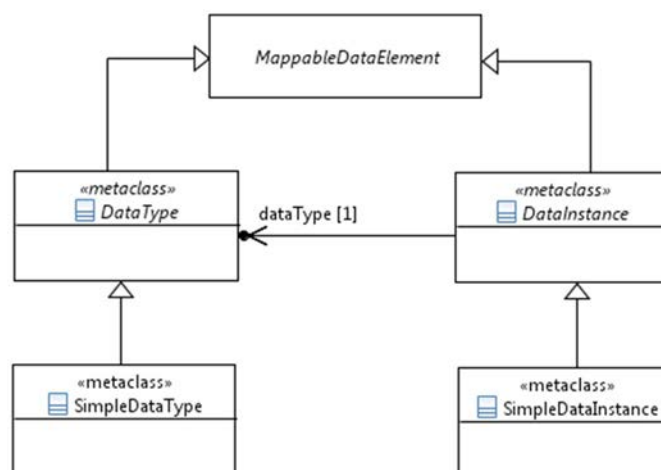 MappableDataElement
«metaclass»
DataType
dataType [1]
«metaclass»
DataInstance
«metaclass»
SimpleDataType
«metaclass»
SimpleDataInstance